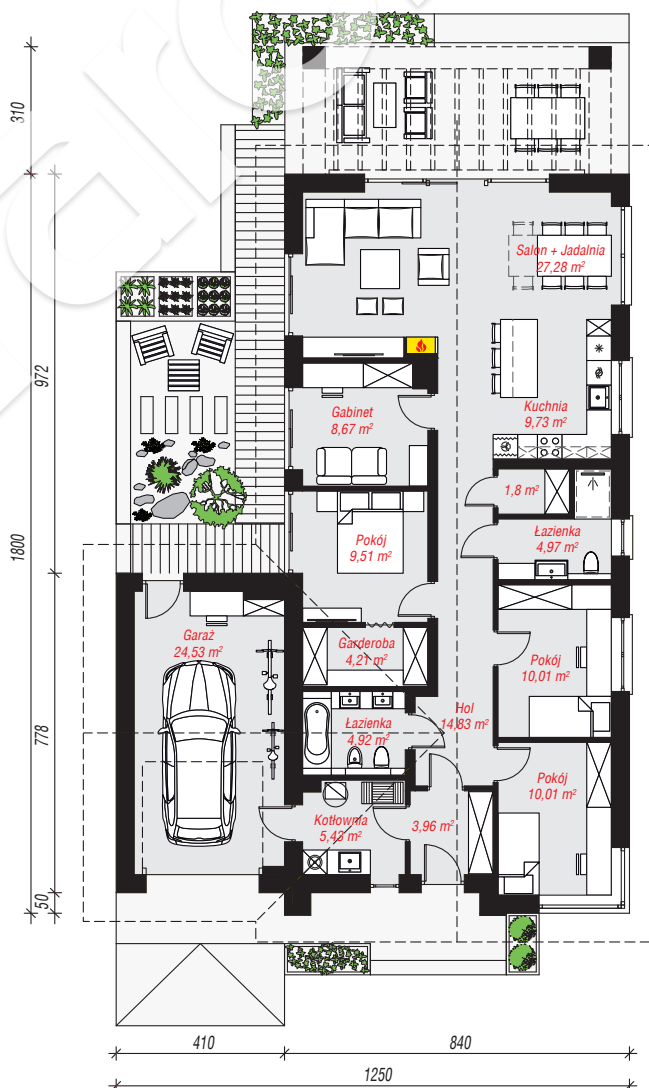 310
Salon + Jadalnia
27,28 m²
972
Gabinet
8,67 m²
Kuchnia
9,73 m²
1,8 m²
Łazienka
4,97 m²
Pokój
9,51 m²
1800
Garaż
24,53 m²
Garderoba
4,21 m²
Pokój
10,01 m²
Łazienka
4,92 m²
Hol
14,83 m²
778
Pokój
10,01 m²
Kotłownia
5,43 m²
3,96 m²
50
410
840
1250